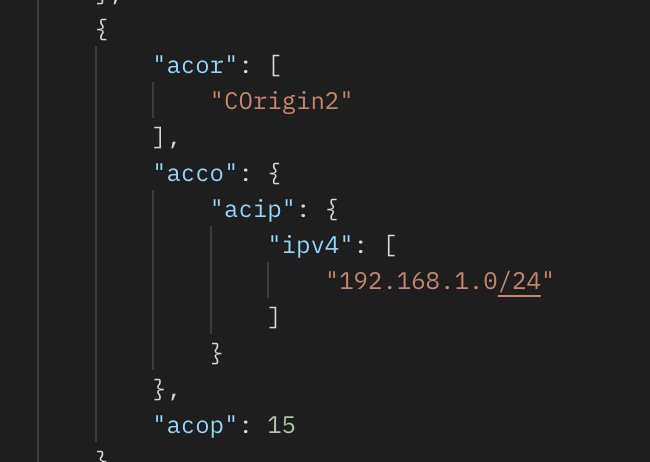 },
{
"acor": [
"COrigin2"
],
"acco": {
"acip": {
"ipv4": [
"192.168.1.0/24"
]
}
},
"acop": 15
}